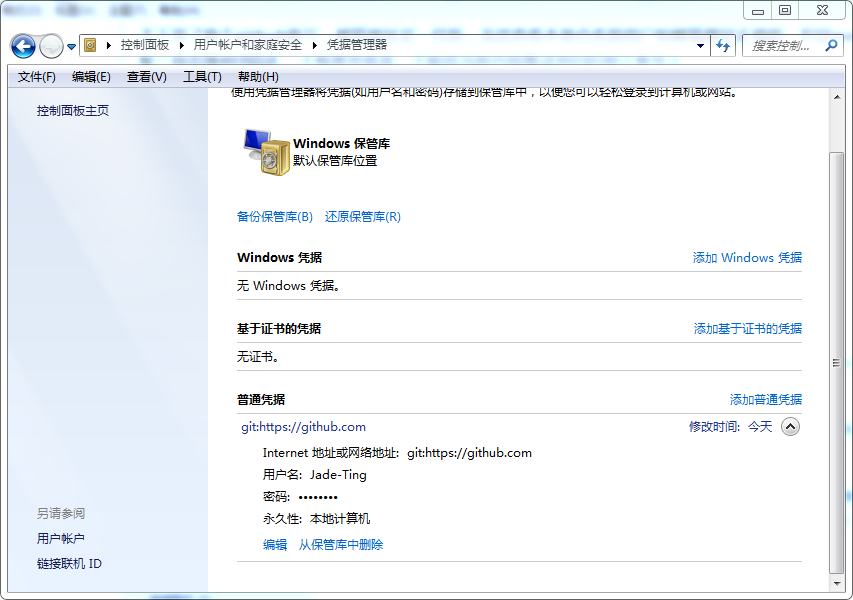 控制面板 ▸ 用户帐户和家庭安全 ▸ 凭据管理器
搜索控制...
文件(F) 编辑(E) 查看(V) 工具(T) 帮助(H)
控制面板主页
使用凭据管理器将凭据(如用户名和密码)存储到保管库中，以便您可以轻松登录到计算机或网站。
Windows 保管库
默认保管库位置
备份保管库(B) 还原保管库(R)
Windows 凭据 添加 Windows 凭据
无 Windows 凭据。
基于证书的凭据 添加基于证书的凭据
无证书。
普通凭据 添加普通凭据
git:https://github.com 修改时间: 今天
Internet 地址或网络地址: git:https://github.com
用户名: Jade-Ting
密码: ••••••••
永久性: 本地计算机
编辑 从保管库中删除
另请参阅
用户帐户
链接联机 ID